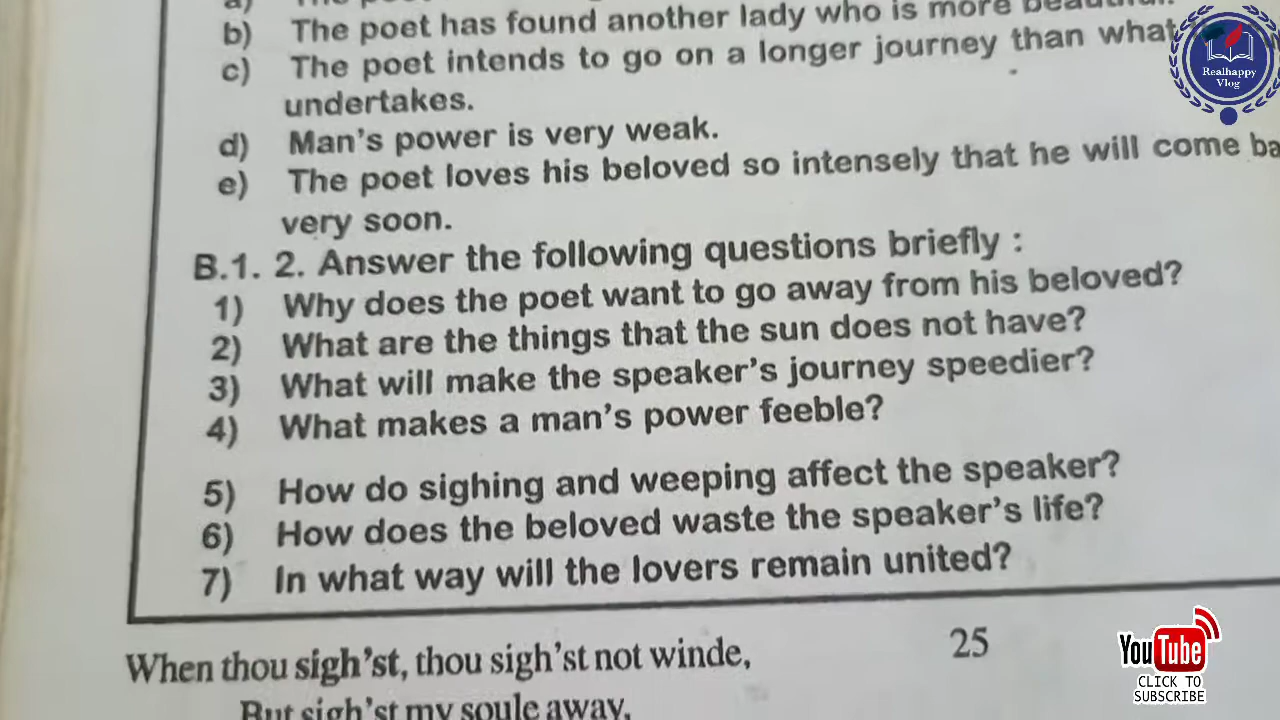 b) The poet has found another lady who is more
c) The poet intends to go on a longer journey than what
undertakes.
d) Man's power is very weak.
e) The poet loves his beloved so intensely that he will come ba
very soon.
B.1. 2. Answer the following questions briefly :
1) Why does the poet want to go away from his beloved?
2) What are the things that the sun does not have?
3) What will make the speaker's journey speedier?
4) What makes a man's power feeble?
5) How do sighing and weeping affect the speaker?
6) How does the beloved waste the speaker's life?
7) In what way will the lovers remain united?
When thou sigh'st, thou sigh'st not winde, 25
But sigh'st my soule away,
Realhappy
Vlog
YouTube
CLICK TO
SUBSCRIBE